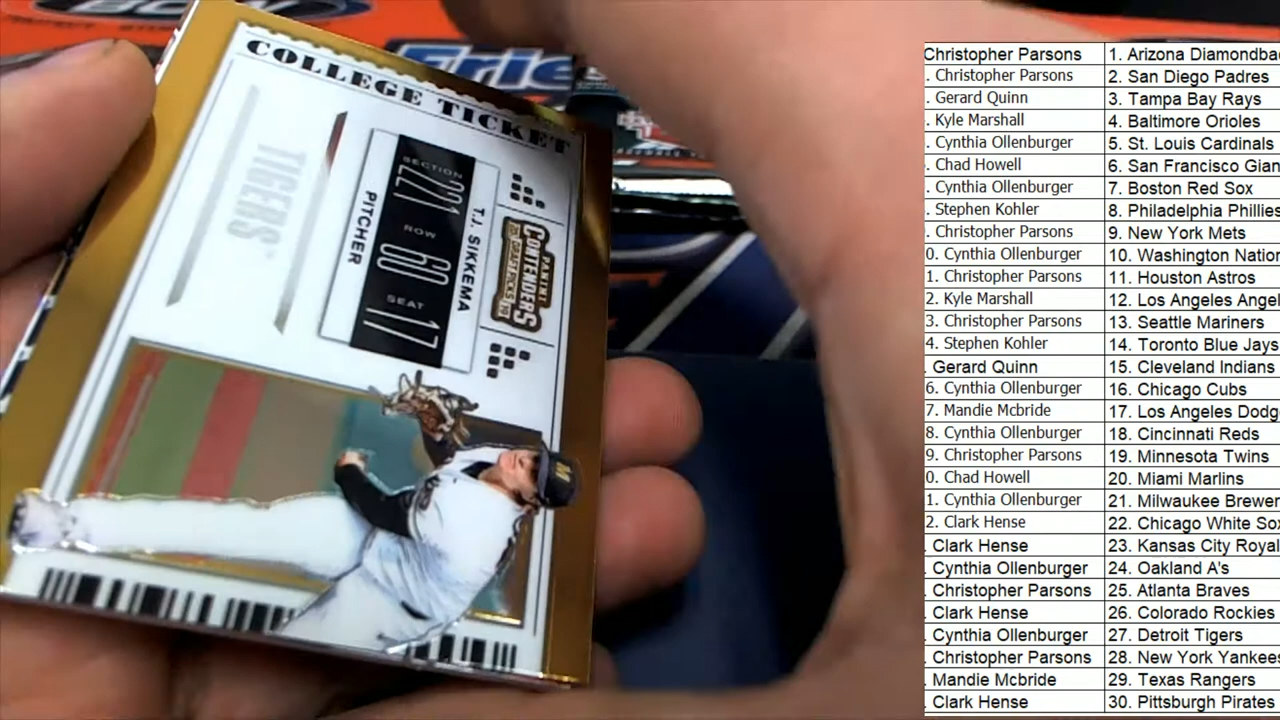 COLLEGE TICKET
TIGERS
SECTION
221
ROW
60
SEAT
17
T.J. SIKKEMA
PITCHER
PANINI
CONTENDERS
DRAFT PICKS
M
Christopher Parsons 1. Arizona Diamondba
. Christopher Parsons 2. San Diego Padres
. Gerard Quinn 3. Tampa Bay Rays
. Kyle Marshall 4. Baltimore Orioles
. Cynthia Ollenburger 5. St. Louis Cardinals
. Chad Howell 6. San Francisco Gian
. Cynthia Ollenburger 7. Boston Red Sox
. Stephen Kohler 8. Philadelphia Phillies
. Christopher Parsons 9. New York Mets
0. Cynthia Ollenburger 10. Washington Nation
1. Christopher Parsons 11. Houston Astros
2. Kyle Marshall 12. Los Angeles Angel
3. Christopher Parsons 13. Seattle Mariners
4. Stephen Kohler 14. Toronto Blue Jays
. Gerard Quinn 15. Cleveland Indians
6. Cynthia Ollenburger 16. Chicago Cubs
7. Mandie Mcbride 17. Los Angeles Dodg
8. Cynthia Ollenburger 18. Cincinnati Reds
9. Christopher Parsons 19. Minnesota Twins
0. Chad Howell 20. Miami Marlins
1. Cynthia Ollenburger 21. Milwaukee Brewer
2. Clark Hense 22. Chicago White Sox
. Clark Hense 23. Kansas City Royal
. Cynthia Ollenburger 24. Oakland A's
. Christopher Parsons 25. Atlanta Braves
. Clark Hense 26. Colorado Rockies
. Cynthia Ollenburger 27. Detroit Tigers
. Christopher Parsons 28. New York Yankees
. Mandie Mcbride 29. Texas Rangers
. Clark Hense 30. Pittsburgh Pirates